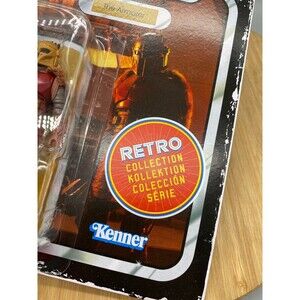 The Armorer
RETRO
COLLECTION
KOLLEKTION
COLECCIÓN
SÉRIE
Kenner